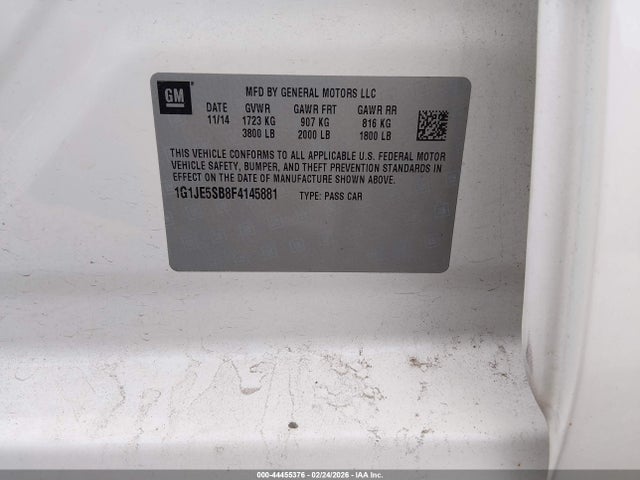 GM
MFD BY GENERAL MOTORS LLC
DATE GVWR GAWR FRT GAWR RR
11/14 1723 KG 907 KG 816 KG
3800 LB 2000 LB 1800 LB
THIS VEHICLE CONFORMS TO ALL APPLICABLE U.S. FEDERAL MOTOR
VEHICLE SAFETY, BUMPER, AND THEFT PREVENTION STANDARDS
IN EFFECT ON THE DATE OF MANUFACTURE SHOWN ABOVE.
1G1JE5SB8F4145881 TYPE: PASS CAR
000-44455376 - 02/24/2026 - IAA Inc.